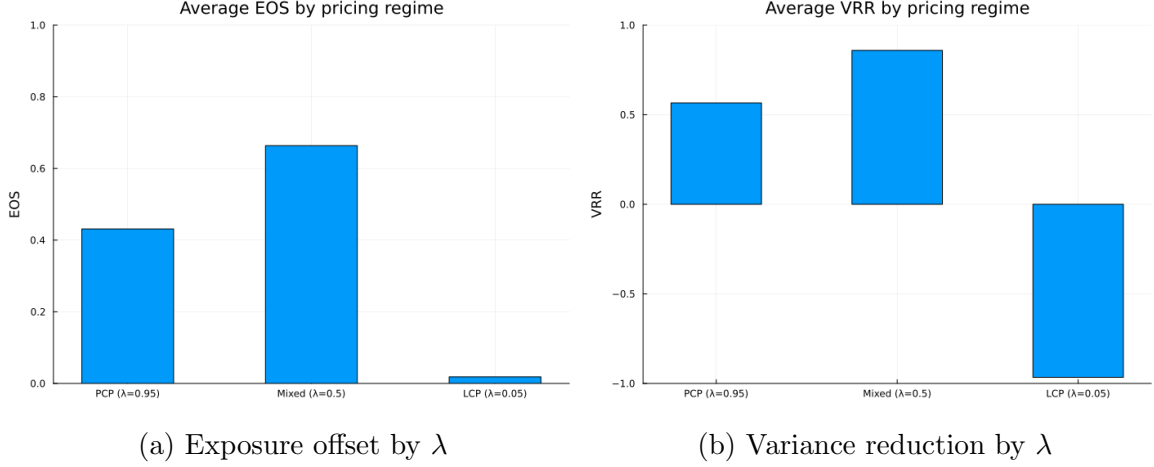 Average EOS by pricing regime
1.0
0.8
0.6
0.4
0.2
0.0
EOS
PCP (λ=0.95)
Mixed (λ=0.5)
LCP (λ=0.05)
(a) Exposure offset by λ
Average VRR by pricing regime
1.0
0.5
0.0
−0.5
−1.0
VRR
PCP (λ=0.95)
Mixed (λ=0.5)
LCP (λ=0.05)
(b) Variance reduction by λ